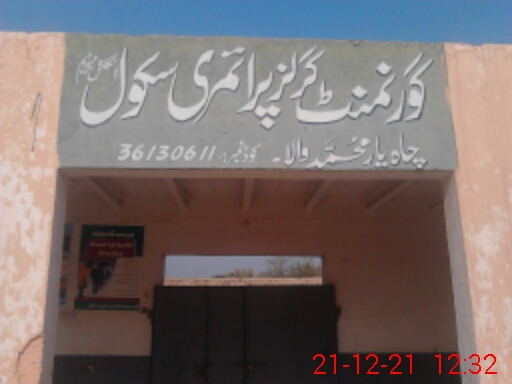 گورنمنٹ گرلز پرائمری سکول
چاہ یار محمد والا۔ کوڈ نمبر: 36130611
21-12-21 12:32